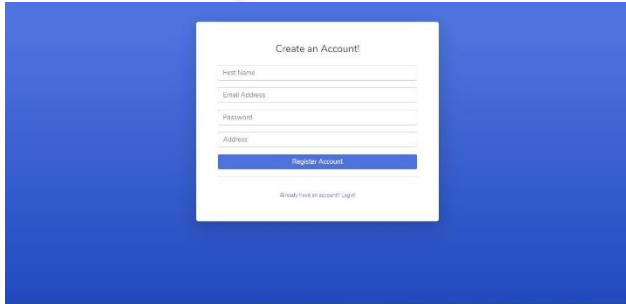 Create an Account!
First Name
Email Address
Password
Address
Register Account
Already have an account? Login!